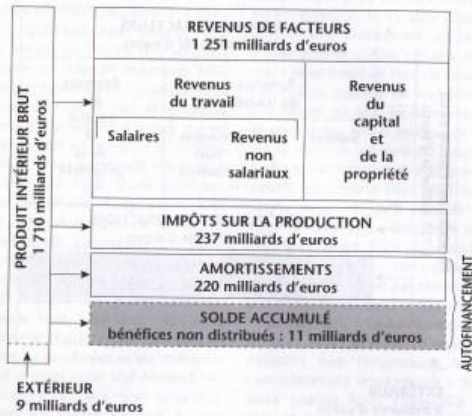 REVENUS DE FACTEURS
1 251 milliards d'euros
Revenus
du travail
Salaires
Revenus
non
salariaux
Revenus
du
capital
et
de la
propriété
PRODUIT INTÉRIEUR BRUT
1 710 milliards d'euros
IMPÔTS SUR LA PRODUCTION
237 milliards d'euros
AMORTISSEMENTS
220 milliards d'euros
SOLDE ACCUMULÉ
bénéfices non distribués : 11 milliards d'euros
AUTOFINANCEMENT
EXTÉRIEUR
9 milliards d'euros